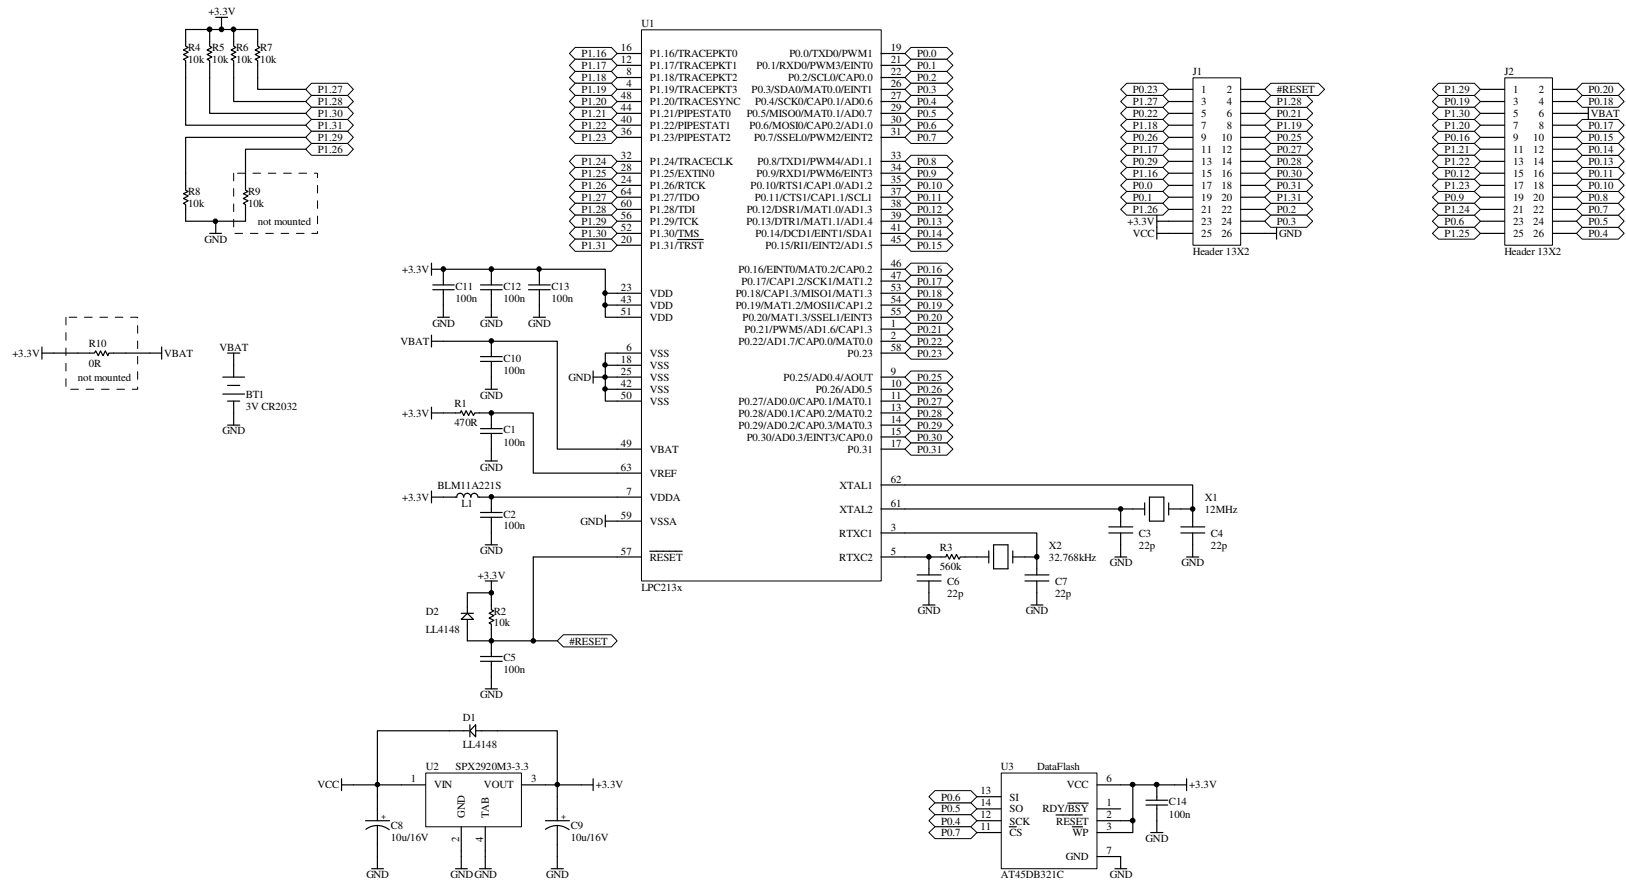 +3.3V
R4 R5 R6 R7
10k 10k 10k 10k
P1.27
P1.28
P1.30
P1.31
P1.29
P1.26
R8 R9
10k 10k
not mounted
GND
+3.3V
R10
0R
not mounted
VBAT
VBAT
BT1
3V CR2032
GND
U1
P1.16 16 P1.16/TRACEPKT0
P1.17 12 P1.17/TRACEPKT1
P1.18 8 P1.18/TRACEPKT2
P1.19 4 P1.19/TRACEPKT3
P1.20 48 P1.20/TRACESYNC
P1.21 44 P1.21/PIPESTAT0
P1.22 40 P1.22/PIPESTAT1
P1.23 36 P1.23/PIPESTAT2
P1.24 32 P1.24/TRACECLK
P1.25 28 P1.25/EXTIN0
P1.26 24 P1.26/RTCK
P1.27 64 P1.27/TDO
P1.28 60 P1.28/TDI
P1.29 56 P1.29/TCK
P1.30 52 P1.30/TMS
P1.31 20 P1.31/TRST
+3.3V
C11 C12 C13
100n 100n 100n
GND GND GND
23 VDD
43 VDD
51 VDD
VBAT
C10
100n
GND
6 VSS
18 VSS
GND 25 VSS
42 VSS
50 VSS
+3.3V
R1
470R
C1
100n
GND
49 VBAT
63 VREF
BLM11A221S
+3.3V
L1
7 VDDA
C2
100n
GND
GND 59 VSSA
57 RESET
LPC213x
+3.3V
D2
LL4148
R2
10k
#RESET
C5
100n
GND
P0.0/TXD0/PWM1 19 P0.0
P0.1/RXD0/PWM3/EINT0 21 P0.1
P0.2/SCL0/CAP0.0 22 P0.2
P0.3/SDA0/MAT0.0/EINT1 26 P0.3
P0.4/SCK0/CAP0.1/AD0.6 27 P0.4
P0.5/MISO0/MAT0.1/AD0.7 29 P0.5
P0.6/MOSI0/CAP0.2/AD1.0 30 P0.6
P0.7/SSEL0/PWM2/EINT2 31 P0.7
P0.8/TXD1/PWM4/AD1.1 33 P0.8
P0.9/RXD1/PWM6/EINT3 34 P0.9
P0.10/RTS1/CAP1.0/AD1.2 35 P0.10
P0.11/CTS1/CAP1.1/SCL1 37 P0.11
P0.12/DSR1/MAT1.0/AD1.3 38 P0.12
P0.13/DTR1/MAT1.1/AD1.4 39 P0.13
P0.14/DCD1/EINT1/SDA1 41 P0.14
P0.15/RI1/EINT2/AD1.5 45 P0.15
P0.16/EINT0/MAT0.2/CAP0.2 46 P0.16
P0.17/CAP1.2/SCK1/MAT1.2 47 P0.17
P0.18/CAP1.3/MISO1/MAT1.3 53 P0.18
P0.19/MAT1.2/MOSI1/CAP1.2 54 P0.19
P0.20/MAT1.3/SSEL1/EINT3 55 P0.20
P0.21/PWM5/AD1.6/CAP1.3 1 P0.21
P0.22/AD1.7/CAP0.0/MAT0.0 2 P0.22
P0.23 58 P0.23
P0.25/AD0.4/AOUT 9 P0.25
P0.26/AD0.5 10 P0.26
P0.27/AD0.0/CAP0.1/MAT0.1 11 P0.27
P0.28/AD0.1/CAP0.2/MAT0.2 13 P0.28
P0.29/AD0.2/CAP0.3/MAT0.3 14 P0.29
P0.30/AD0.3/EINT3/CAP0.0 15 P0.30
P0.31 17 P0.31
XTAL1 62
XTAL2 61
RTXC1 3
RTXC2 5
X1
12MHz
C3 C4
22p 22p
GND GND
R3
560k
X2
32.768kHz
C6 C7
22p 22p
GND GND
J1
P0.23 1 2 #RESET
P1.27 3 4 P1.28
P0.22 5 6 P0.21
P1.18 7 8 P1.19
P0.26 9 10 P0.25
P1.17 11 12 P0.27
P0.29 13 14 P0.28
P1.16 15 16 P0.30
P0.0 17 18 P0.31
P0.1 19 20 P1.31
P1.26 21 22 P0.2
+3.3V 23 24 P0.3
VCC 25 26 GND
Header 13X2
J2
P1.29 1 2 P0.20
P0.19 3 4 P0.18
P1.30 5 6 VBAT
P1.20 7 8 P0.17
P0.16 9 10 P0.15
P1.21 11 12 P0.14
P1.22 13 14 P0.13
P0.12 15 16 P0.11
P1.23 17 18 P0.10
P0.9 19 20 P0.8
P1.24 21 22 P0.7
P0.6 23 24 P0.5
P1.25 25 26 P0.4
Header 13X2
D1
LL4148
U2 SPX2920M3-3.3
VCC 1 VIN VOUT 3 +3.3V
GND TAB
2 4
+ C8
10u/16V
+ C9
10u/16V
GND GND GND GND
U3 DataFlash
P0.6 13 SI
P0.5 14 SO
P0.4 12 SCK
P0.7 11 CS
VCC 6 +3.3V
RDY/BSY 1
RESET 2
WP 3
GND 7
C14
100n
GND
GND
AT45DB321C